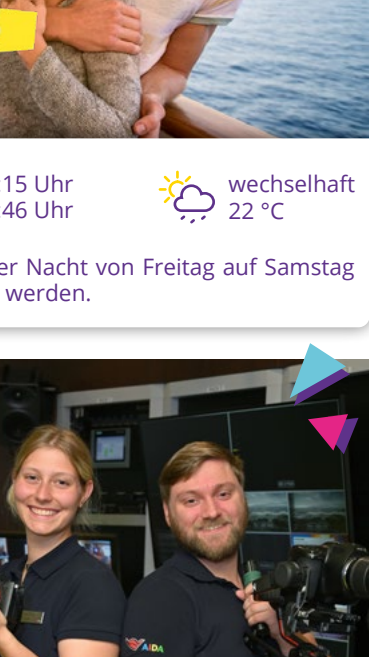 :15 Uhr
:46 Uhr
wechselhaft
22 °C
er Nacht von Freitag auf Samstag
werden.
AIDA